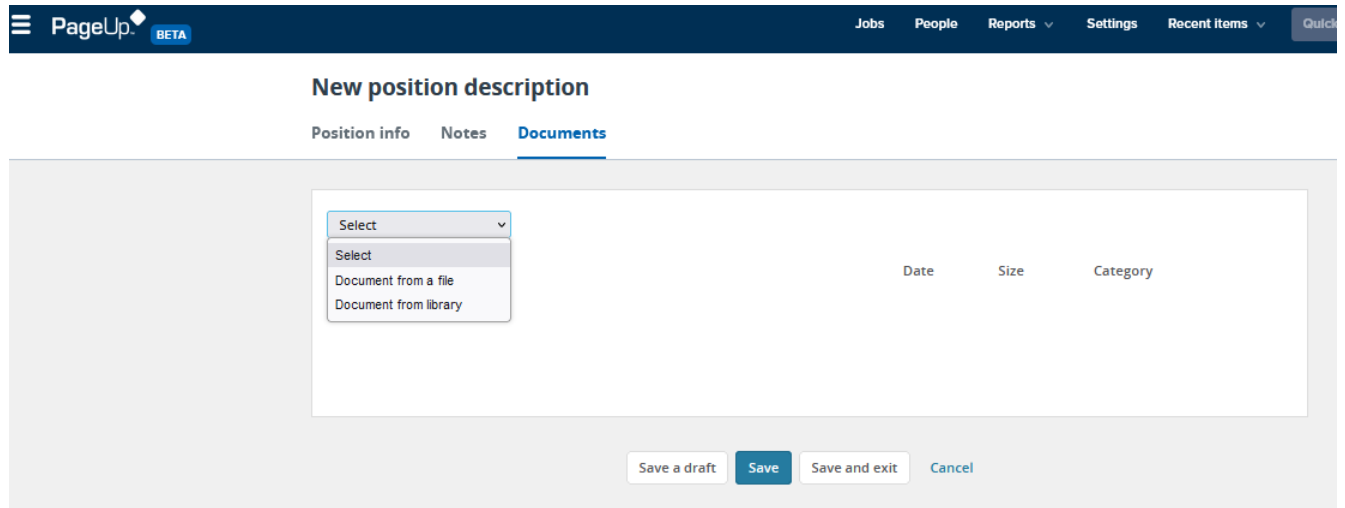 PageUp. BETA Jobs People Reports Settings Recent items Quick
New position description
Position info Notes Documents
Select
Select
Document from a file
Document from library
Date Size Category
Save a draft Save Save and exit Cancel